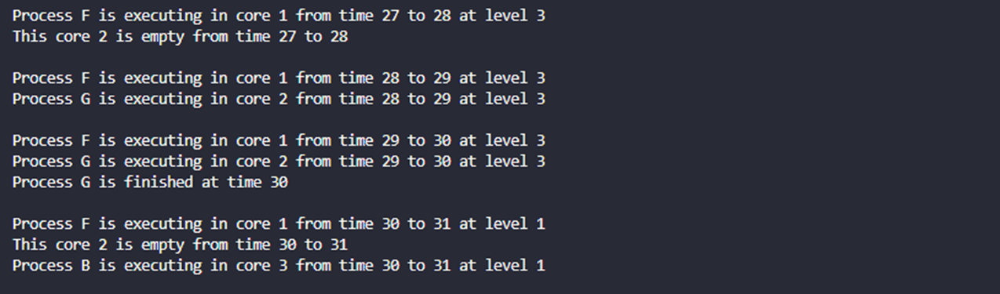 Process F is executing in core 1 from time 27 to 28 at level 3
This core 2 is empty from time 27 to 28
Process F is executing in core 1 from time 28 to 29 at level 3
Process G is executing in core 2 from time 28 to 29 at level 3
Process F is executing in core 1 from time 29 to 30 at level 3
Process G is executing in core 2 from time 29 to 30 at level 3
Process G is finished at time 30
Process F is executing in core 1 from time 30 to 31 at level 1
This core 2 is empty from time 30 to 31
Process B is executing in core 3 from time 30 to 31 at level 1